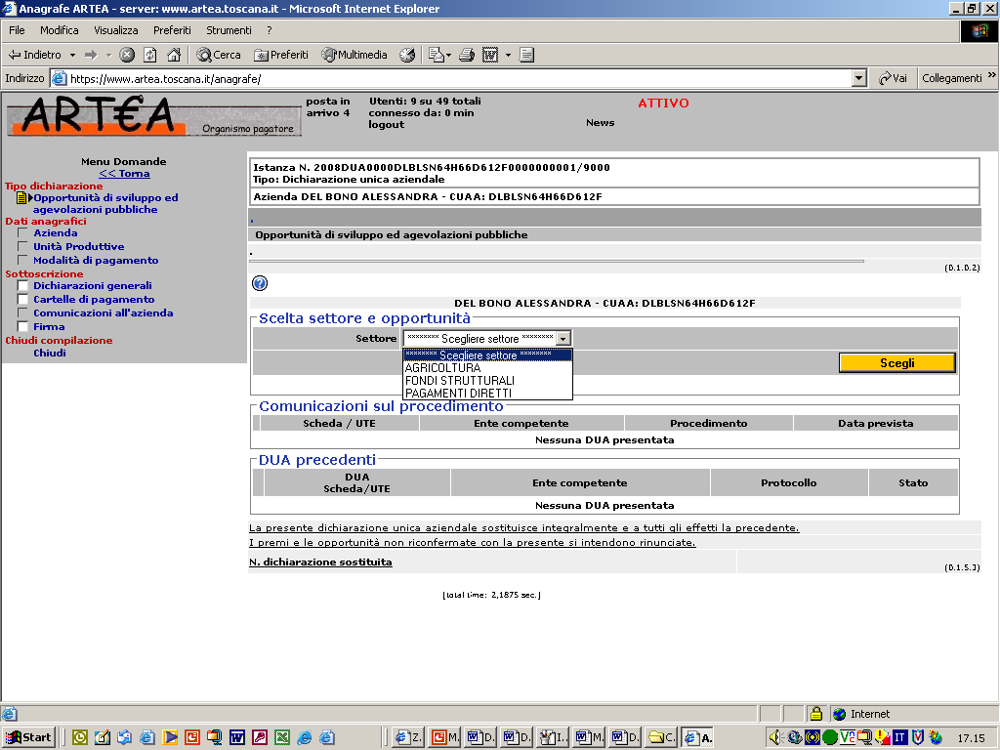 Anagrafe ARTEA - server: www.artea.toscana.it - Microsoft Internet Explorer
File Modifica Visualizza Preferiti Strumenti ?
Indietro Cerca Preferiti Multimedia
Indirizzo https://www.artea.toscana.it/anagrafe/ Vai Collegamenti »
ART€A
Organismo pagatore
posta in arrivo 4
Utenti: 9 su 49 totali
connesso da: 0 min
logout
News
ATTIVO
Menu Domande
<< Torna
Tipo dichiarazione
Opportunità di sviluppo ed
agevolazioni pubbliche
Dati anagrafici
Azienda
Unità Produttive
Modalità di pagamento
Sottoscrizione
Dichiarazioni generali
Cartelle di pagamento
Comunicazioni all'azienda
Firma
Chiudi compilazione
Chiudi
Istanza N. 2008DUA0000DLBLSN64H66D612F0000000001/9000
Tipo: Dichiarazione unica aziendale
Azienda DEL BONO ALESSANDRA - CUAA: DLBLSN64H66D612F
.
Opportunità di sviluppo ed agevolazioni pubbliche
.
(D.1.D.2)
?
DEL BONO ALESSANDRA - CUAA: DLBLSN64H66D612F
Scelta settore e opportunità
Settore ******** Scegliere settore ********
******** Scegliere settore ********
AGRICOLTURA
FONDI STRUTTURALI
PAGAMENTI DIRETTI
Scegli
Comunicazioni sul procedimento
Scheda / UTE Ente competente Procedimento Data prevista
Nessuna DUA presentata
DUA precedenti
DUA
Scheda/UTE Ente competente Protocollo Stato
Nessuna DUA presentata
La presente dichiarazione unica aziendale sostituisce integralmente e a tutti gli effetti la precedente.
I premi e le opportunità non riconfermate con la presente si intendono rinunciate.
N. dichiarazione sostituita
(D.1.S.J)
[total time: 2,1875 sec.]
Internet
Start Z. M. D. D. I.. M. D. C. A. IT 17.15